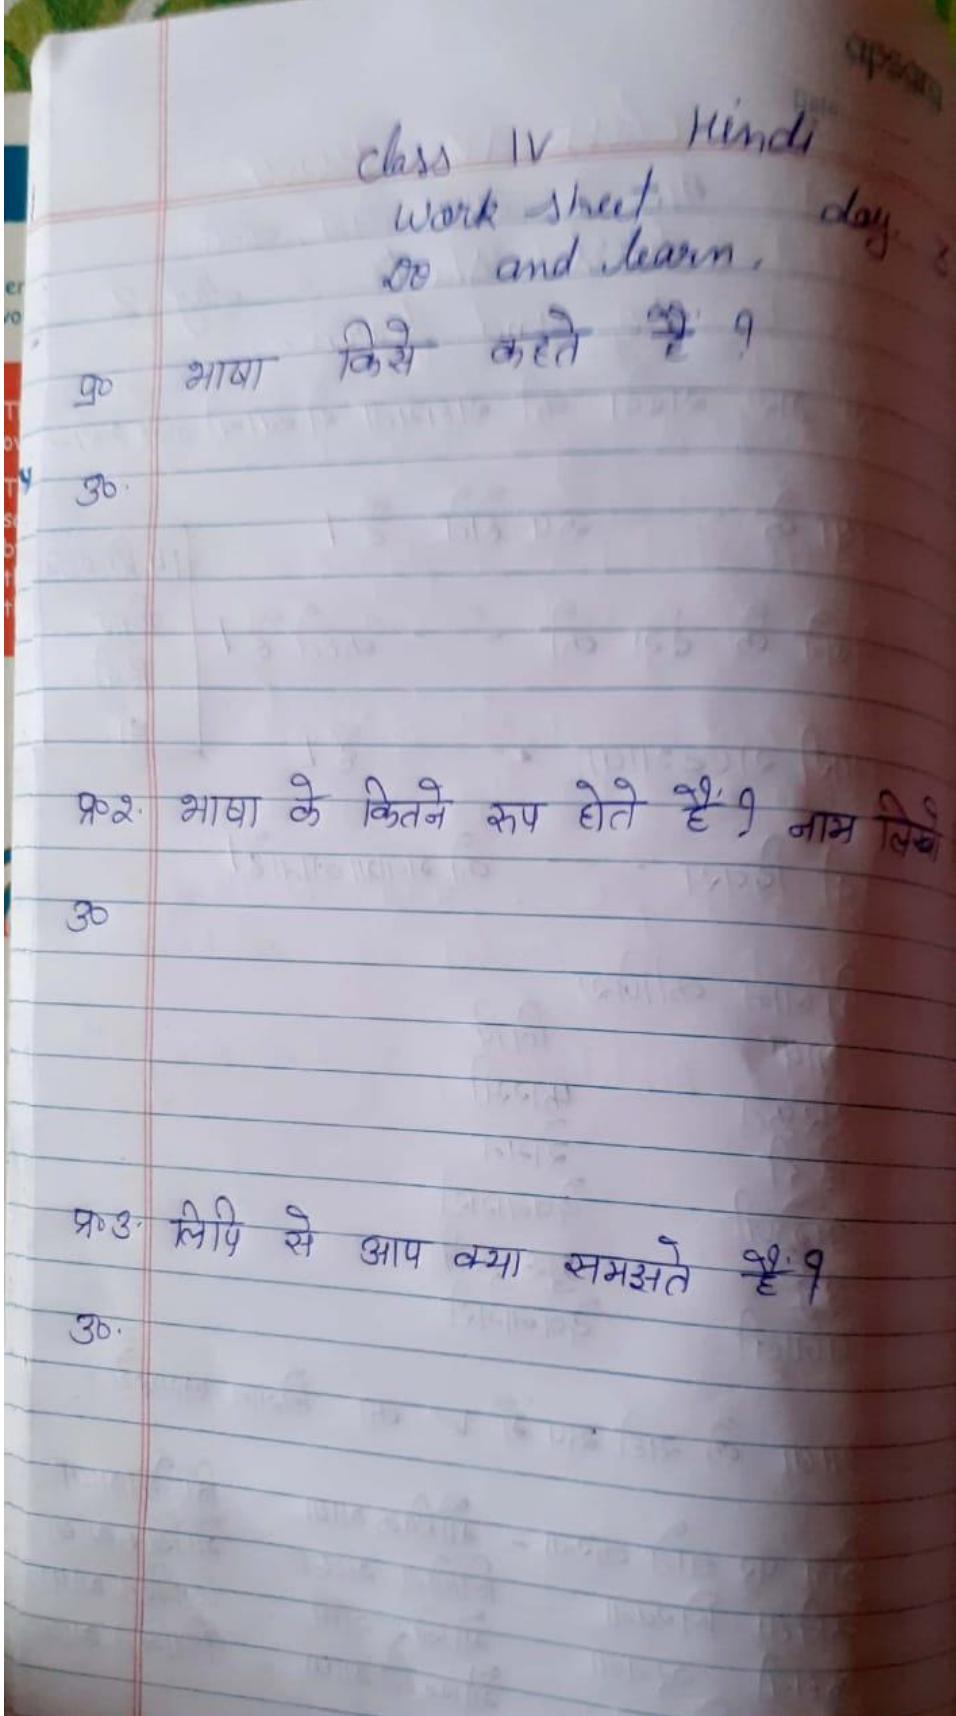 apsara
Class IV Hindi
Work sheet day.
Do and learn.
प्र० भाषा किसे कहते हैं ?
उ०.
प्र०२. भाषा के कितने रूप होते हैं ? नाम लिखे
उ०
प्र०३. लिपि से आप क्या समझते हैं ?
उ०.